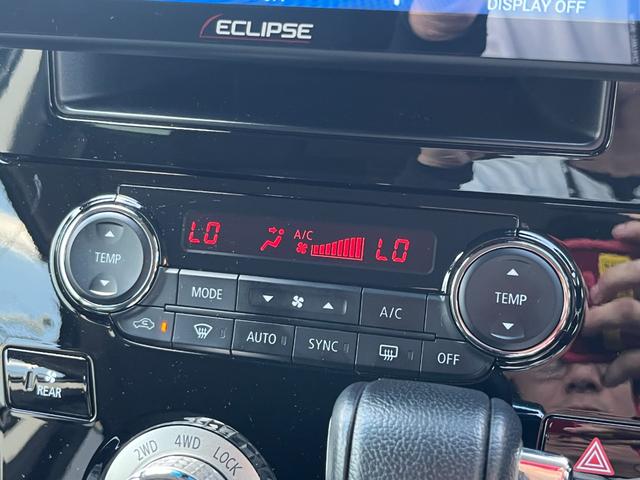 DISPLAY OFF
ECLIPSE
LO A/C LO
TEMP
MODE
A/C
TEMP
AUTO
SYNC
OFF
REAR
2WD 4WD LOCK